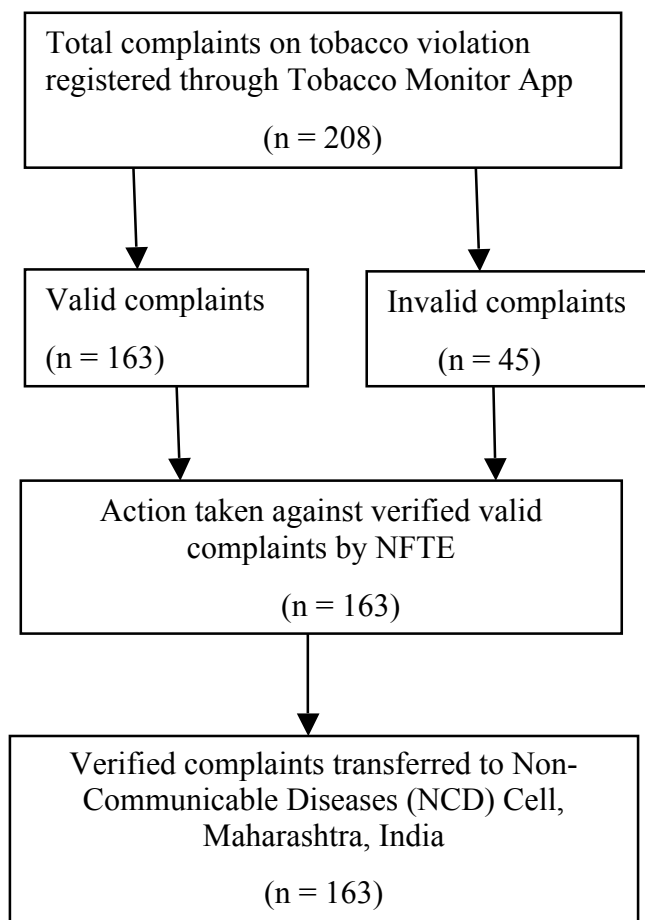 Total complaints on tobacco violation
registered through Tobacco Monitor App
(n = 208)
Valid complaints
(n = 163)
Invalid complaints
(n = 45)
Action taken against verified valid
complaints by NFTE
(n = 163)
Verified complaints transferred to Non-
Communicable Diseases (NCD) Cell,
Maharashtra, India
(n = 163)